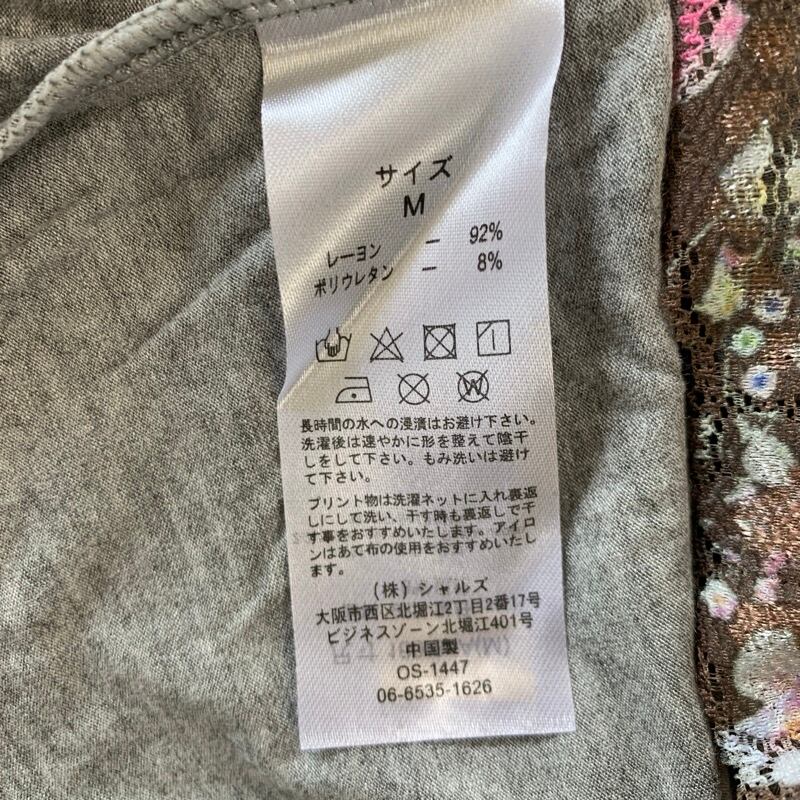 サイズ
M
レーヨン － 92%
ポリウレタン － 8%
長時間の水への浸漬はお避け下さい。
洗濯後は速やかに形を整えて陰干
しをして下さい。もみ洗いは避け
て下さい。
プリント物は洗濯ネットに入れ裏返
しにして洗い、干す時も裏返しで干
す事をおすすめいたします。アイロ
ンはあて布の使用をおすすめいたし
ます。
(株) シャルズ
大阪市西区北堀江2丁目2番17号
ビジネスゾーン北堀江401号
中国製
OS-1447
06-6535-1626